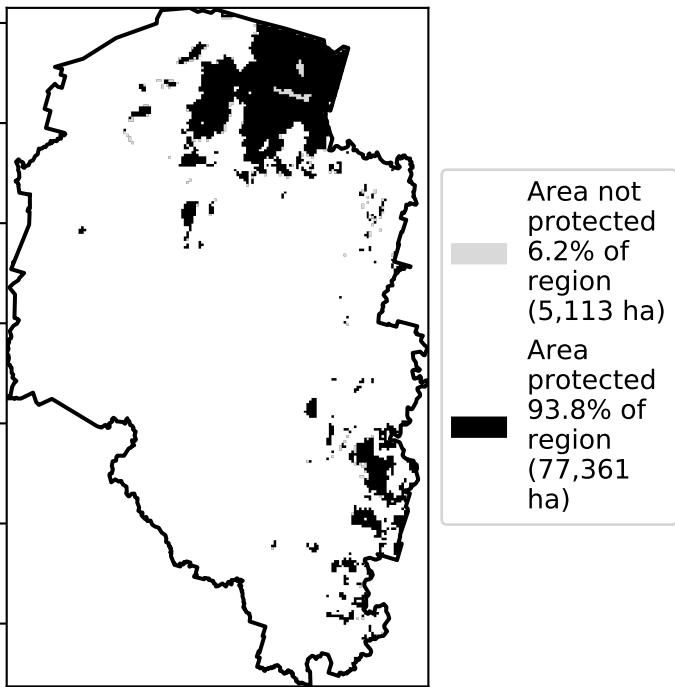 Area not
protected
6.2% of
region
(5,113 ha)
Area
protected
93.8% of
region
(77,361
ha)